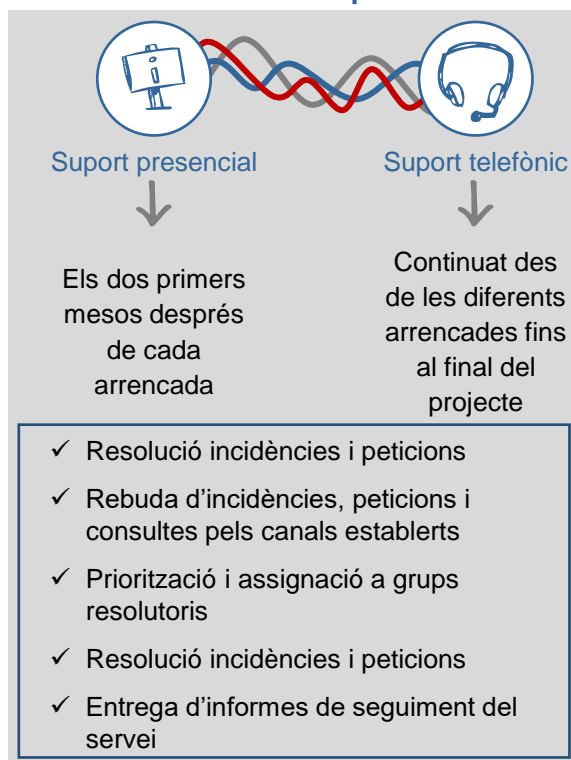 Suport presencial
Suport telefònic
Els dos primers
mesos després
de cada
arrencada
Continuat des
de les diferents
arrencades fins
al final del
projecte
✓ Resolució incidències i peticions
✓ Rebuda d’incidències, peticions i
consultes pels canals establerts
✓ Priorització i assignació a grups
resolutoris
✓ Resolució incidències i peticions
✓ Entrega d’informes de seguiment del
servei